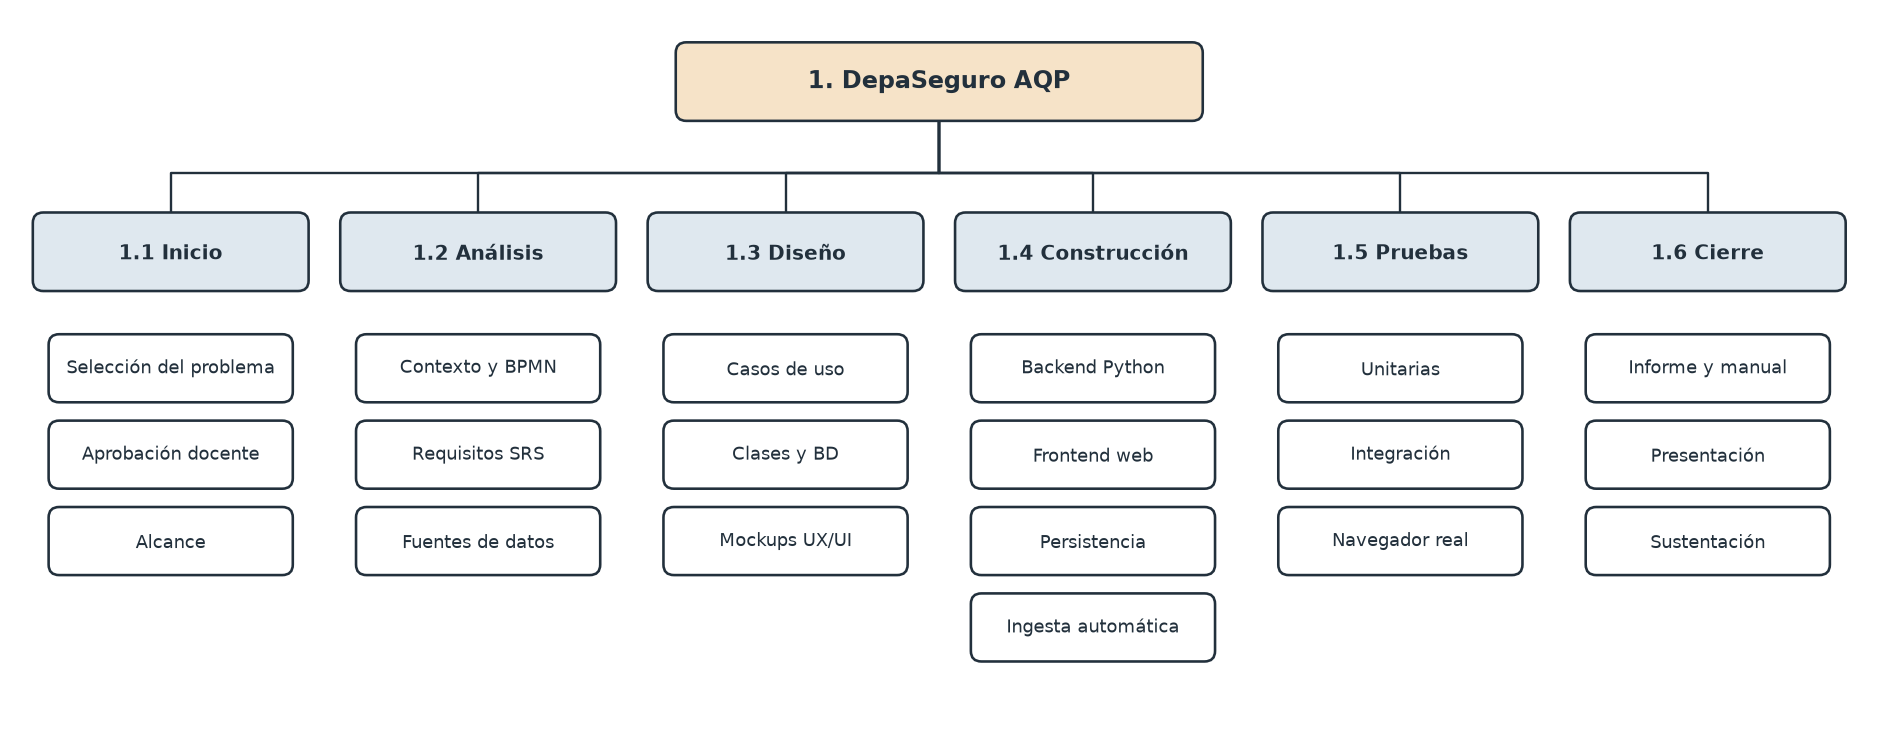 1. DepaSeguro AQP
1.1 Inicio
1.2 Análisis
1.3 Diseño
1.4 Construcción
1.5 Pruebas
1.6 Cierre
Selección del problema
Aprobación docente
Alcance
Contexto y BPMN
Requisitos SRS
Fuentes de datos
Casos de uso
Clases y BD
Mockups UX/UI
Backend Python
Frontend web
Persistencia
Ingesta automática
Unitarias
Integración
Navegador real
Informe y manual
Presentación
Sustentación